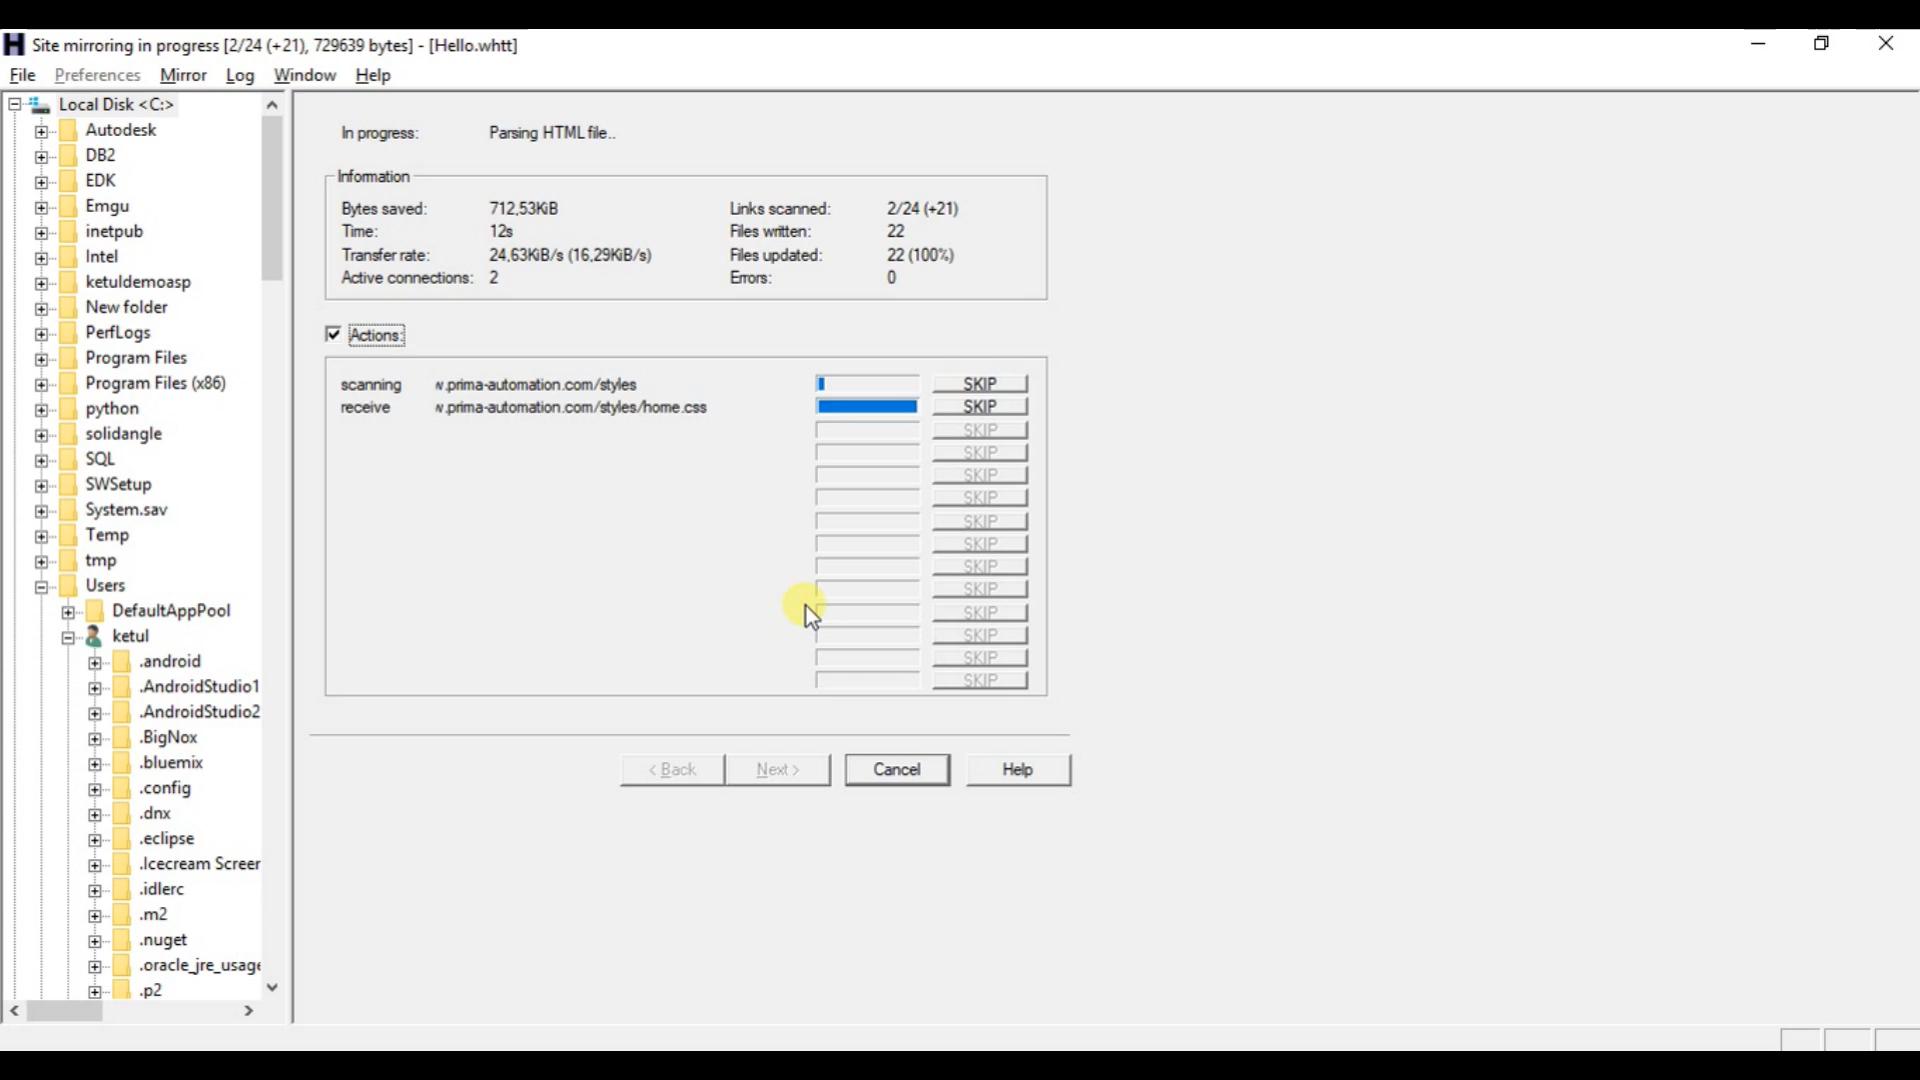 Site mirroring in progress [2/24 (+21), 729639 bytes] - [Hello.whtt]
File Preferences Mirror Log Window Help
Local Disk <C:>
Autodesk
DB2
EDK
Emgu
inetpub
Intel
ketuldemoasp
New folder
PerfLogs
Program Files
Program Files (x86)
python
solidangle
SQL
SWSetup
System.sav
Temp
tmp
Users
DefaultAppPool
ketul
.android
.AndroidStudio1
.AndroidStudio2
.BigNox
.bluemix
.config
.dnx
.eclipse
.Icecream Screer
.idlerc
.m2
.nuget
.oracle_jre_usage
.p2
In progress: Parsing HTML file..
Information
Bytes saved: 712,53KiB Links scanned: 2/24 (+21)
Time: 12s Files written: 22
Transfer rate: 24,63KiB/s (16,29KiB/s) Files updated: 22 (100%)
Active connections: 2 Errors: 0
Actions:
scanning w.prima-automation.com/styles SKIP
receive w.prima-automation.com/styles/home.css SKIP
SKIP
SKIP
SKIP
SKIP
SKIP
SKIP
SKIP
SKIP
SKIP
SKIP
SKIP
SKIP
< Back Next > Cancel Help